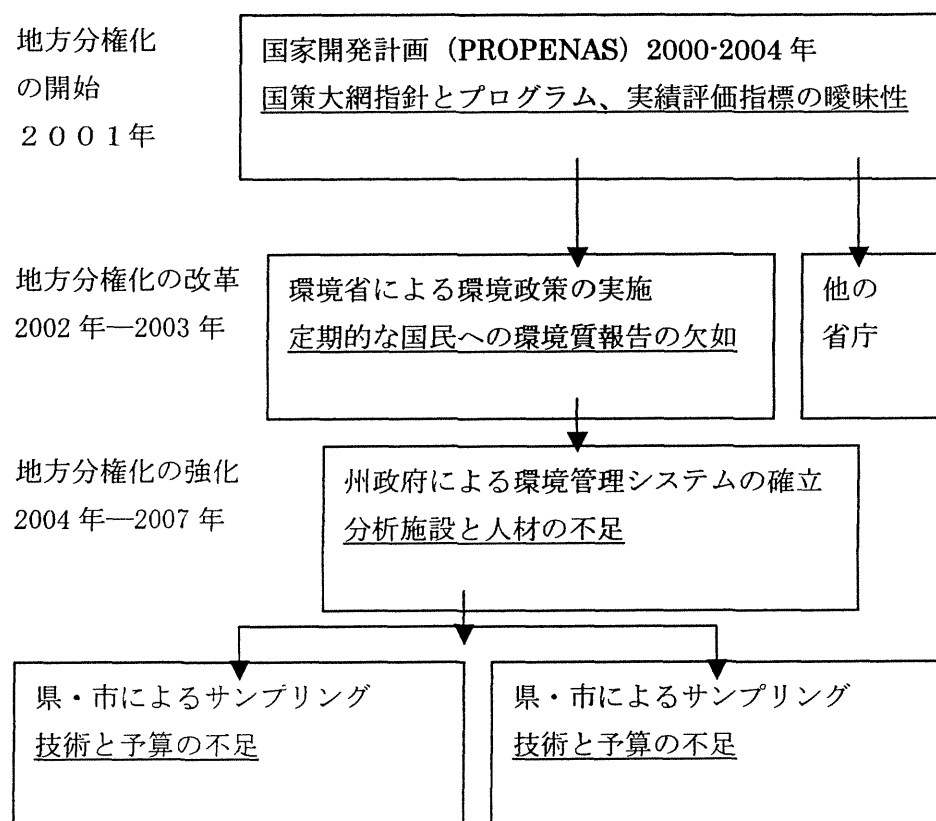 地方分権化
の開始
２００１年
国家開発計画（PROPENAS）2000-2004 年
国策大綱指針とプログラム、実績評価指標の曖昧性
地方分権化の改革
2002 年―2003 年
環境省による環境政策の実施
定期的な国民への環境質報告の欠如
他の
省庁
地方分権化の強化
2004 年―2007 年
州政府による環境管理システムの確立
分析施設と人材の不足
県・市によるサンプリング
技術と予算の不足
県・市によるサンプリング
技術と予算の不足